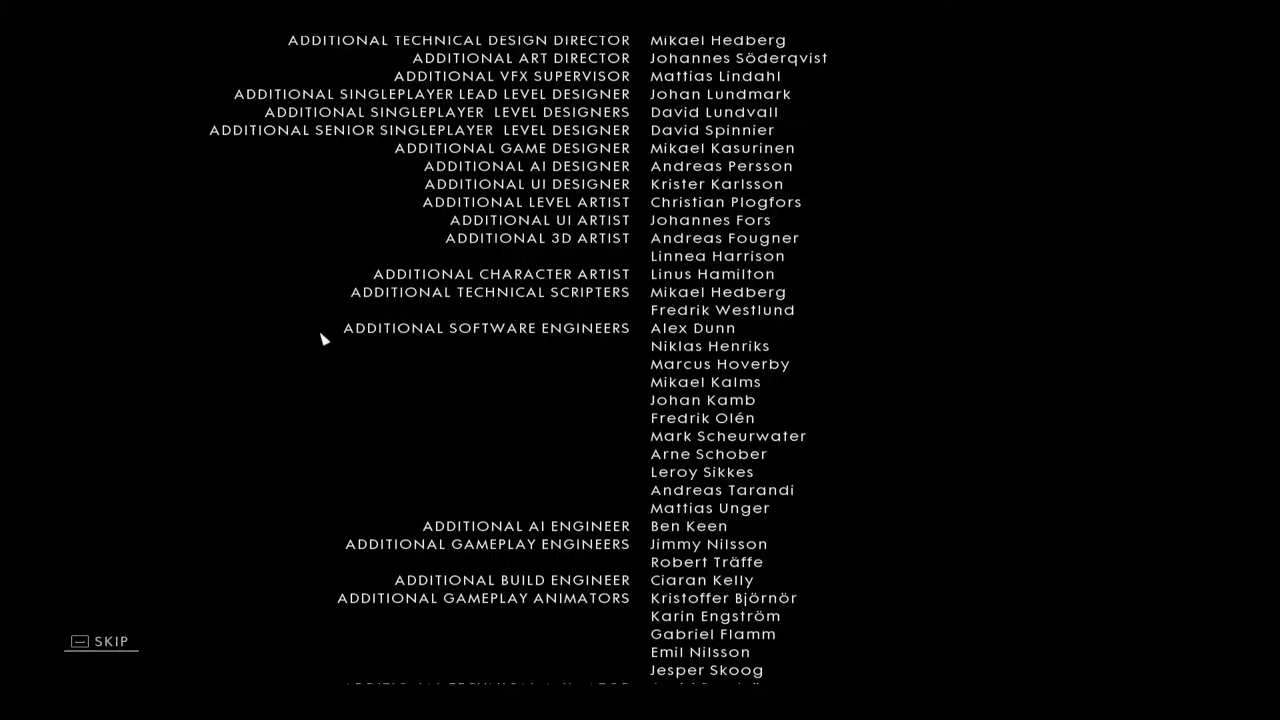 ADDITIONAL TECHNICAL DESIGN DIRECTOR Mikael Hedberg
ADDITIONAL ART DIRECTOR Johannes Söderqvist
ADDITIONAL VFX SUPERVISOR Mattias Lindahl
ADDITIONAL SINGLEPLAYER LEAD LEVEL DESIGNER Johan Lundmark
ADDITIONAL SINGLEPLAYER LEVEL DESIGNERS David Lundvall
ADDITIONAL SENIOR SINGLEPLAYER LEVEL DESIGNER David Spinnier
ADDITIONAL GAME DESIGNER Mikael Kasurinen
ADDITIONAL AI DESIGNER Andreas Persson
ADDITIONAL UI DESIGNER Krister Karlsson
ADDITIONAL LEVEL ARTIST Christian Plogfors
ADDITIONAL UI ARTIST Johannes Fors
ADDITIONAL 3D ARTIST Andreas Fougner
Linnea Harrison
ADDITIONAL CHARACTER ARTIST Linus Hamilton
ADDITIONAL TECHNICAL SCRIPTERS Mikael Hedberg
Fredrik Westlund
ADDITIONAL SOFTWARE ENGINEERS Alex Dunn
Niklas Henriks
Marcus Hoverby
Mikael Kalms
Johan Kamb
Fredrik Olén
Mark Scheurwater
Arne Schober
Leroy Sikkes
Andreas Tarandi
Mattias Unger
ADDITIONAL AI ENGINEER Ben Keen
ADDITIONAL GAMEPLAY ENGINEERS Jimmy Nilsson
Robert Träffe
ADDITIONAL BUILD ENGINEER Ciaran Kelly
ADDITIONAL GAMEPLAY ANIMATORS Kristoffer Björnör
Karin Engström
Gabriel Flamm
SKIP
Emil Nilsson
Jesper Skoog